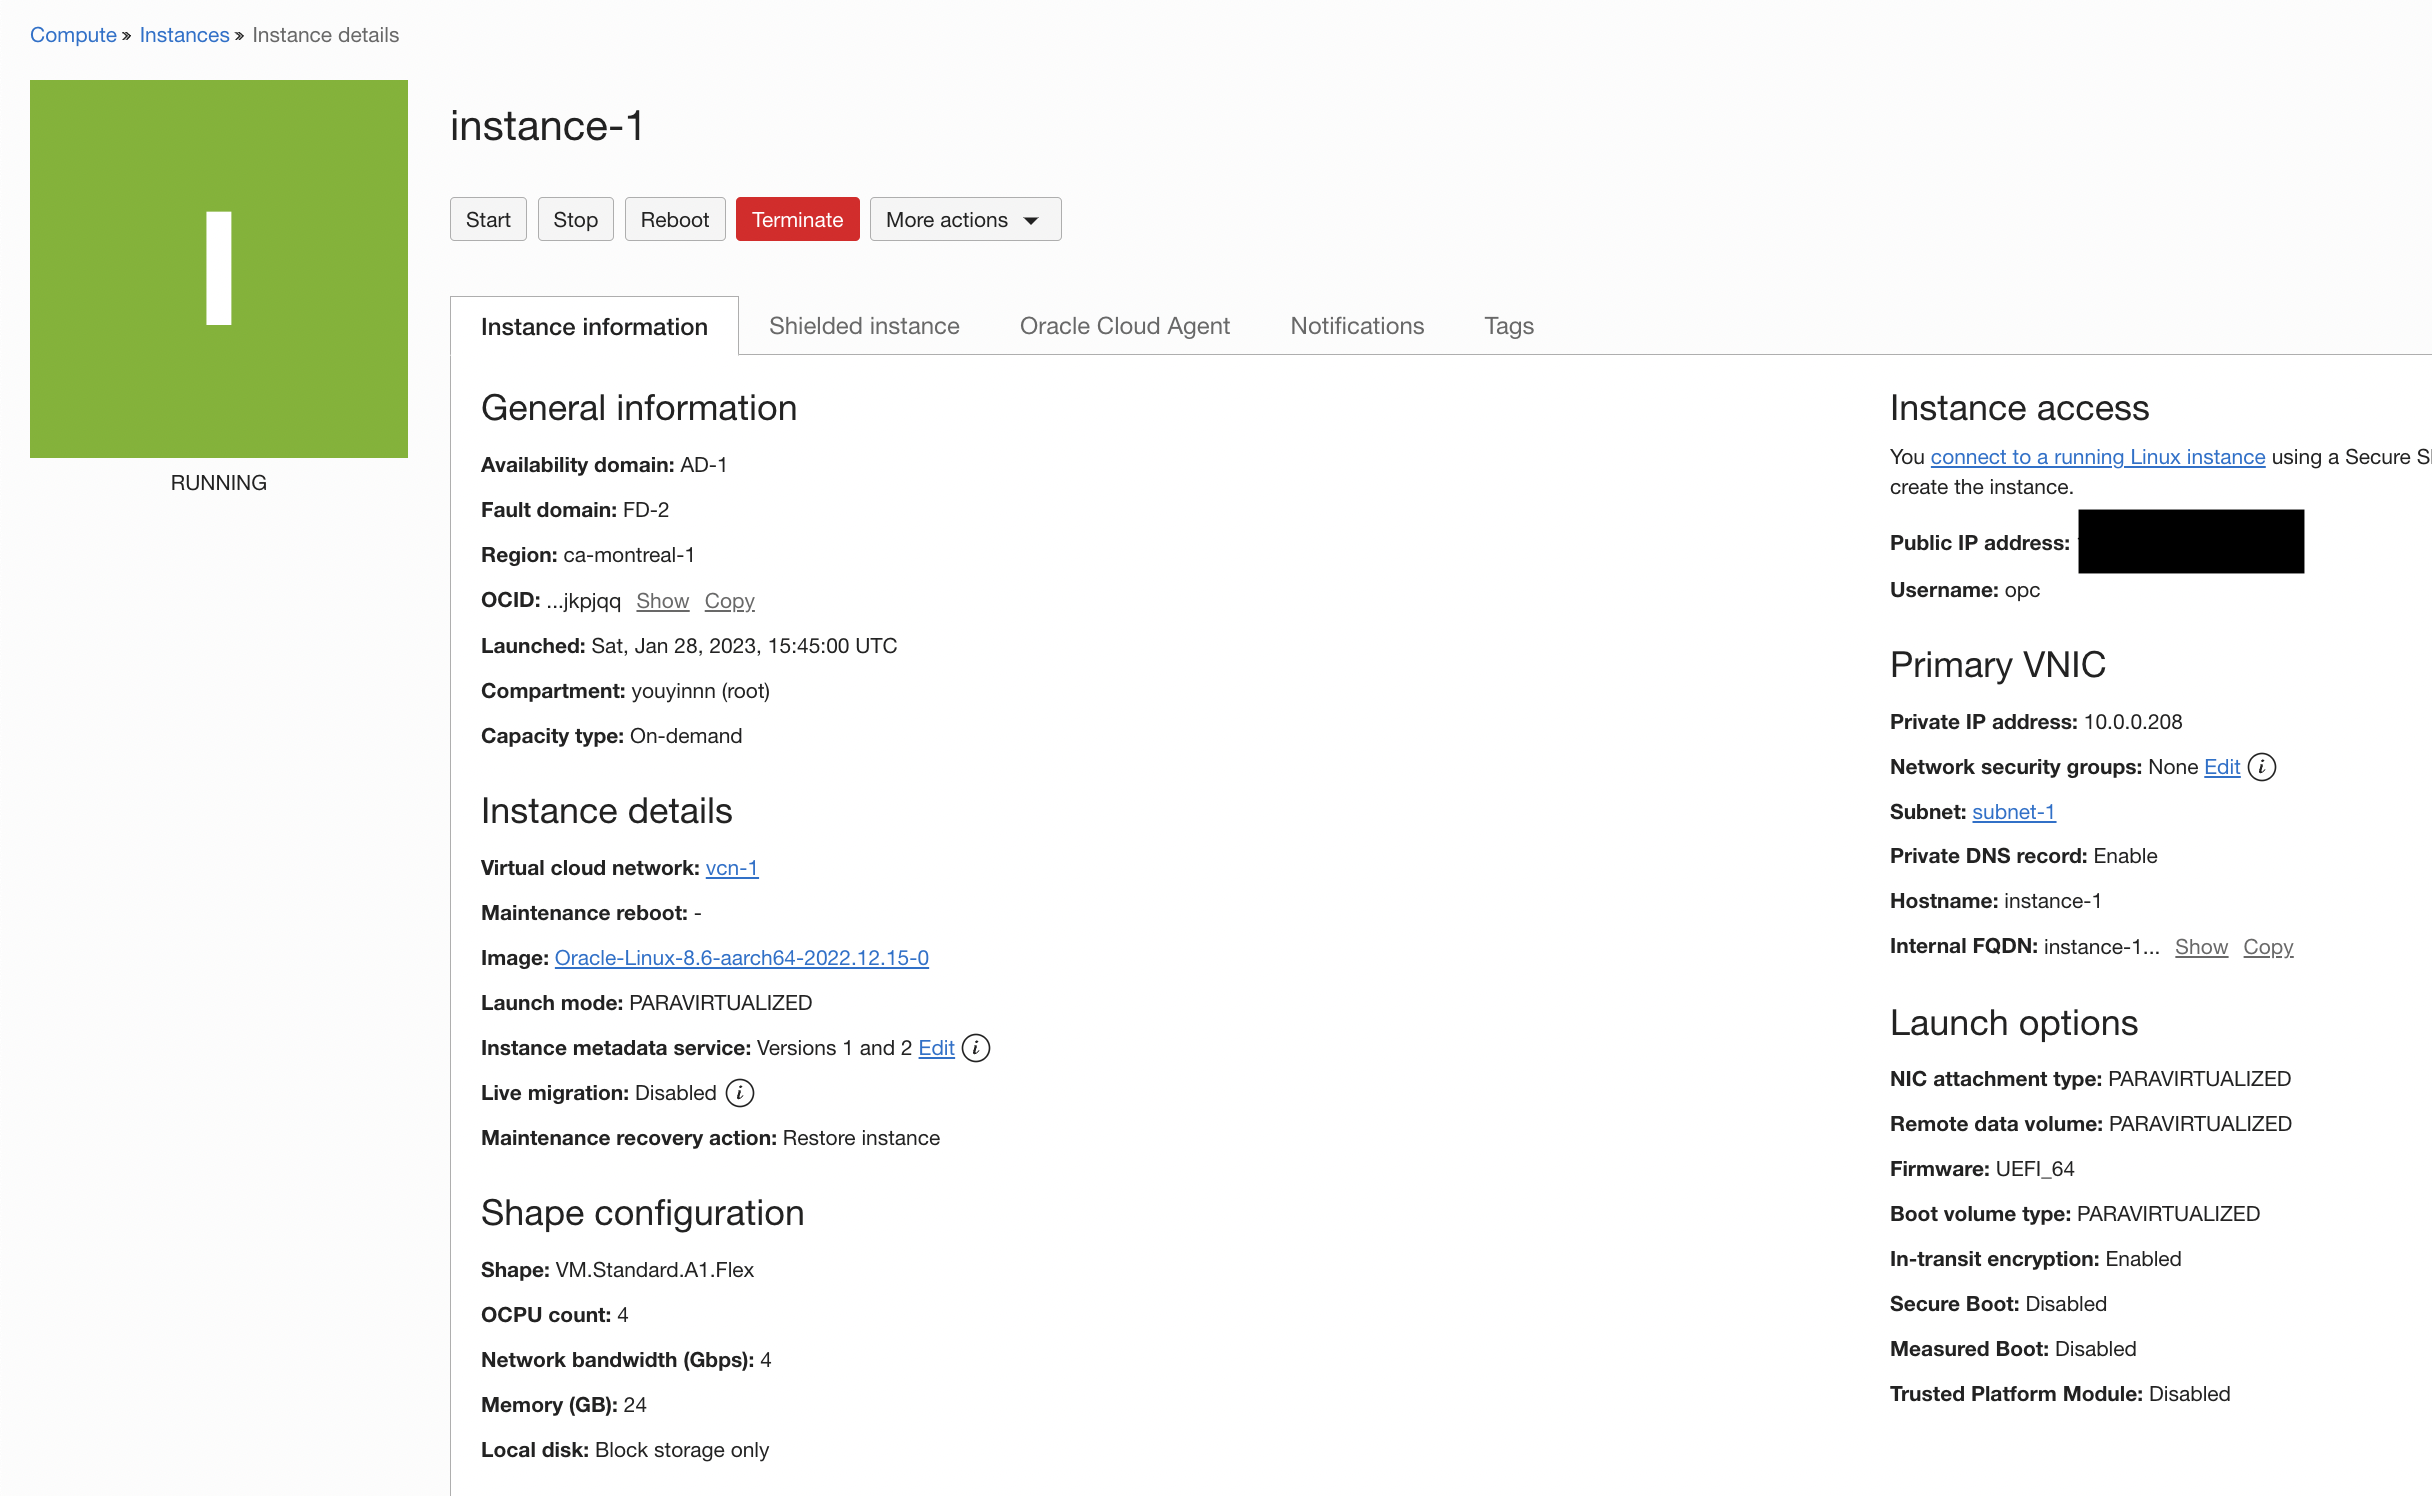 Compute » Instances » Instance details
I
RUNNING
instance-1
Start Stop Reboot Terminate More actions
Instance information Shielded instance Oracle Cloud Agent Notifications Tags
General information
Availability domain: AD-1
Fault domain: FD-2
Region: ca-montreal-1
OCID: ...jkpjqq Show Copy
Launched: Sat, Jan 28, 2023, 15:45:00 UTC
Compartment: youyinnn (root)
Capacity type: On-demand
Instance details
Virtual cloud network: vcn-1
Maintenance reboot: -
Image: Oracle-Linux-8.6-aarch64-2022.12.15-0
Launch mode: PARAVIRTUALIZED
Instance metadata service: Versions 1 and 2 Edit i
Live migration: Disabled i
Maintenance recovery action: Restore instance
Shape configuration
Shape: VM.Standard.A1.Flex
OCPU count: 4
Network bandwidth (Gbps): 4
Memory (GB): 24
Local disk: Block storage only
Instance access
You connect to a running Linux instance using a Secure
create the instance.
Public IP address:
Username: opc
Primary VNIC
Private IP address: 10.0.0.208
Network security groups: None Edit i
Subnet: subnet-1
Private DNS record: Enable
Hostname: instance-1
Internal FQDN: instance-1... Show Copy
Launch options
NIC attachment type: PARAVIRTUALIZED
Remote data volume: PARAVIRTUALIZED
Firmware: UEFI_64
Boot volume type: PARAVIRTUALIZED
In-transit encryption: Enabled
Secure Boot: Disabled
Measured Boot: Disabled
Trusted Platform Module: Disabled